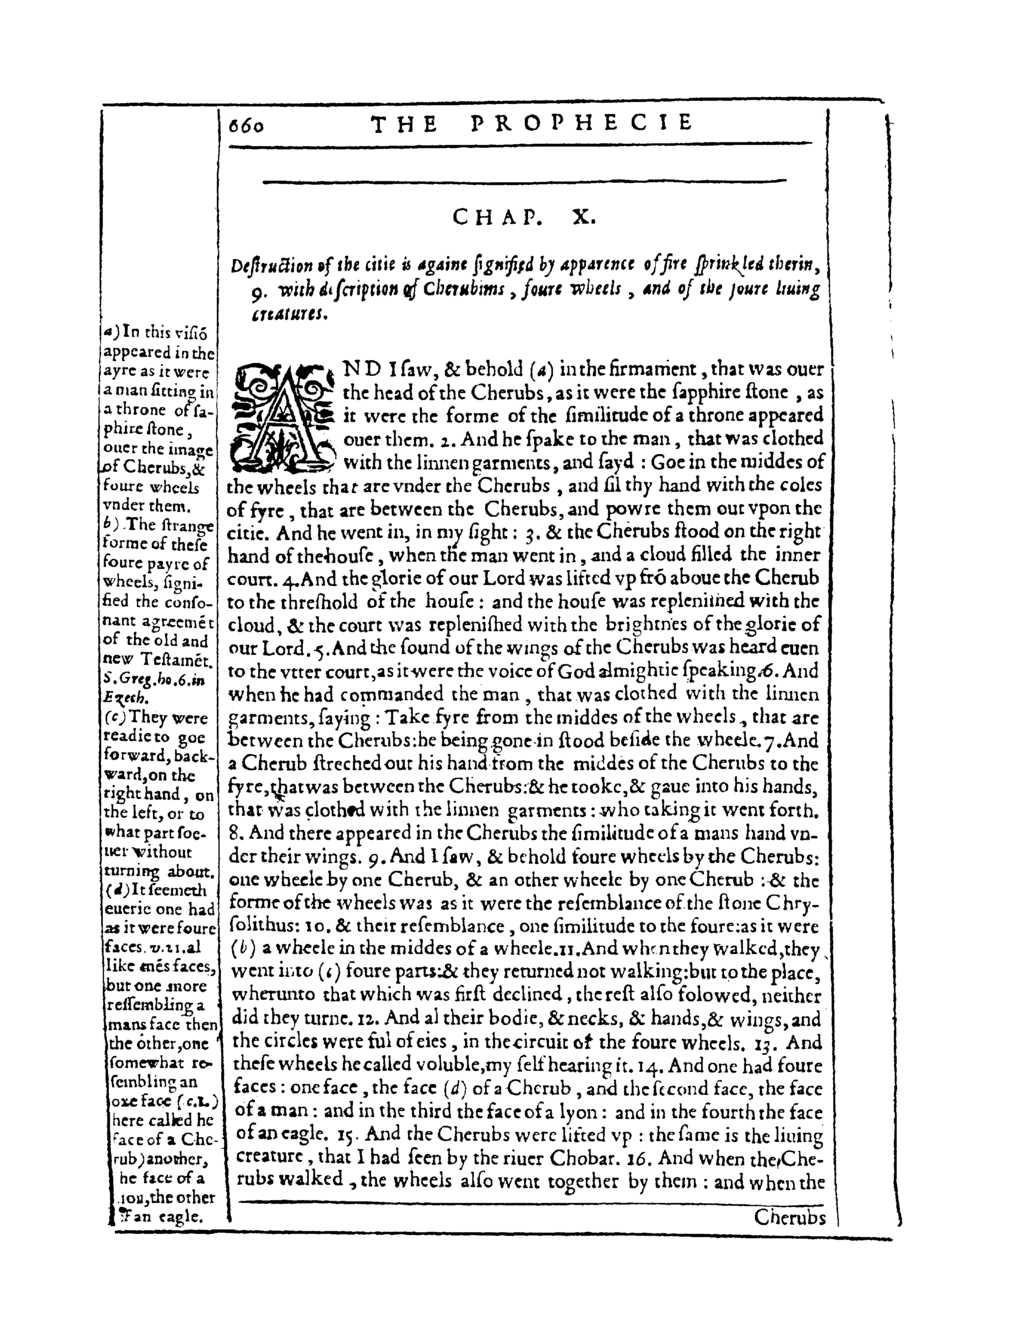 660 THE PROPHECIE
CHAP. X.
Deſtruction of the citie is againe ſignified by apparence of fire ſprinkled therin,
9. with diſcription of Cherubims, foure wheels, and of the foure liuing
creatures.
AND I ſaw, & behold (a) in the firmament, that was ouer
the head of the Cherubs, as it were the ſapphire ſtone, as
it were the forme of the ſimilitude of a throne appeared
ouer them. 2. And he ſpake to the man, that was clothed
with the linnen garments, and ſayd: Goe in the middes of
the wheels that are vnder the Cherubs, and fil thy hand with the coles
of fyre, that are between the Cherubs, and powre them out vpon the
citie. And he went in, in my ſight: 3. & the Cherubs ſtood on the right
hand of the houſe, when the man went in, and a cloud filled the inner
court. 4. And the glorie of our Lord was lifted vp frō aboue the Cherub
to the threſhold of the houſe: and the houſe was repleniſhed with the
cloud, & the court was repleniſhed with the brightnes of the glorie of
our Lord. 5. And the ſound of the wings of the Cherubs was heard euen
to the vtter court, as it were the voice of God almightie ſpeaking. 6. And
when he had commanded the man, that was clothed with the linnen
garments, ſaying: Take fyre from the middes of the wheels, that are
between the Cherubs: he being gone in ſtood beſide the wheele. 7. And
a Cherub ſtreched out his hand from the middes of the Cherubs to the
fyre, that was between the Cherubs: & he tooke, & gaue into his hands,
that was clothed with the linnen garments: who taking it went forth.
8. And there appeared in the Cherubs the ſimilitude of a mans hand vn-
der their wings. 9. And I ſaw, & behold foure wheels by the Cherubs:
one wheele by one Cherub, & an other wheele by one Cherub: & the
forme of the wheels was as it were the reſemblance of the ſtone Chry-
ſolithus: 10. & their reſemblance, one ſimilitude to the foure: as it were
(b) a wheele in the middes of a wheele. 11. And when they walked, they
went into (c) foure parts: & they returned not walking: but to the place,
wherunto that which was firſt declined, the reſt alſo folowed, neither
did they turne. 12. And al their bodie, & necks, & hands, & wings, and
the circles were ful of eies, in the circuit of the foure wheels. 13. And
theſe wheels he called voluble, my ſelf hearing it. 14. And one had foure
faces: one face, the face (d) of a Cherub, and the ſecond face, the face
of a man: and in the third the face of a lyon: and in the fourth the face
of an eagle. 15. And the Cherubs were lifted vp: the ſame is the liuing
creature, that I had ſeen by the riuer Chobar. 16. And when the Che-
rubs walked, the wheels alſo went together by them: and when the
Cherubs
a) In this viſiō
appeared in the
ayre as it were
a man ſitting in
a throne of ſa-
phire ſtone,
ouer the image
of Cherubs, &
foure wheels
vnder them.
b) The ſtrange
forme of theſe
foure payre of
wheels, ſigni-
fied the conſo-
nant agreemēt
of the old and
new Teſtamēt.
S. Greg. ho. 6. in
Ezech.
(c) They were
readie to goe
forward, back-
ward, on the
right hand, on
the left, or to
what part ſoe-
uer without
turning about.
(d) It ſeemeth
euerie one had
as it were foure
faces. v. 21. al
like mēs faces,
but one more
reſſembling a
mans face then
the other, one
ſomewhat re-
ſembling an
oxe face (c. 1.)
here called he
face of a Che-
rub) another,
he face of a
lion, the other
of an eagle.